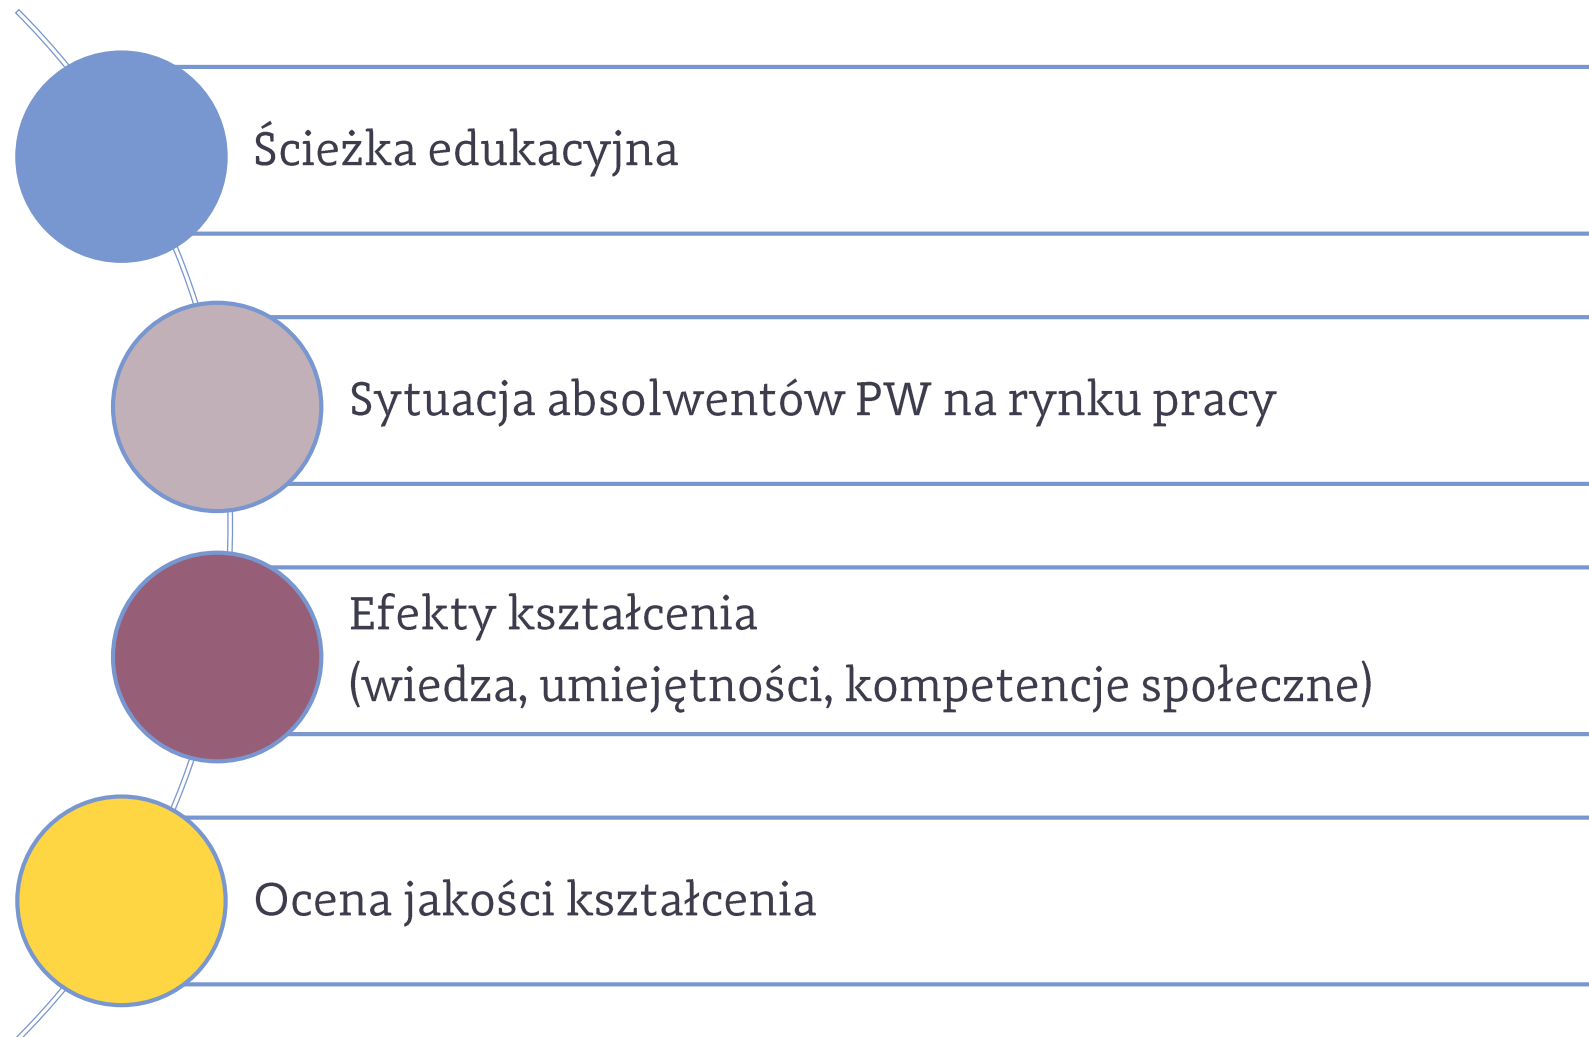 Ścieżka edukacyjna
Sytuacja absolwentów PW na rynku pracy
Efekty kształcenia
(wiedza, umiejętności, kompetencje społeczne)
Ocena jakości kształcenia